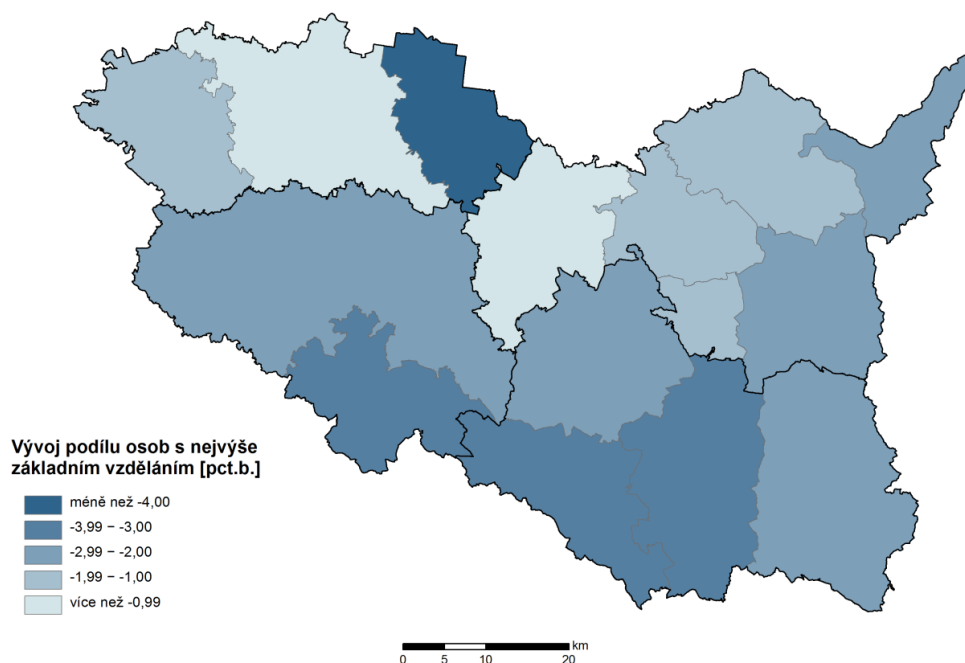 Vývoj podílu osob s nejvýše
základním vzděláním [pct.b.]
méně než -4,00
-3,99 – -3,00
-2,99 – -2,00
-1,99 – -1,00
více než -0,99
km
0 5 10 20